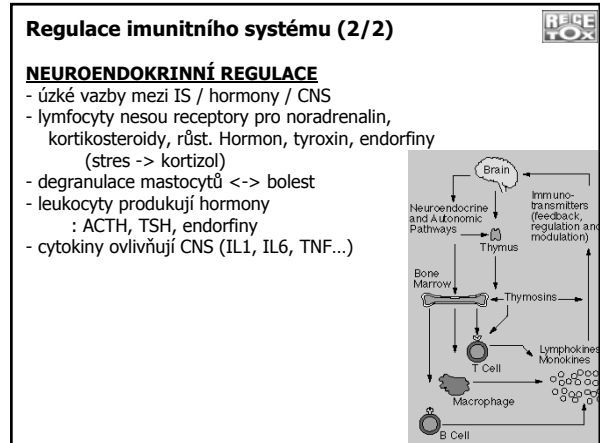 Regulace imunitního systému (2/2)
RECE
TOX
NEUROENDOKRINNÍ REGULACE
- úzké vazby mezi IS / hormony / CNS
- lymfocyty nesou receptory pro noradrenalin,
kortikosteroidy, růst. Hormon, tyroxin, endorfiny
(stres -> kortizol)
- degranulace mastocytů <-> bolest
- leukocyty produkují hormony
: ACTH, TSH, endorfiny
- cytokiny ovlivňují CNS (IL1, IL6, TNF…)
Brain
Neuroendocrine
and Autonomic
Pathways
Immuno-
transmitters
(feedback,
regulation and
modulation)
Thymus
Bone
Marrow
Thymosins
T Cell
Lymphokines
Monokines
Macrophage
B Cell